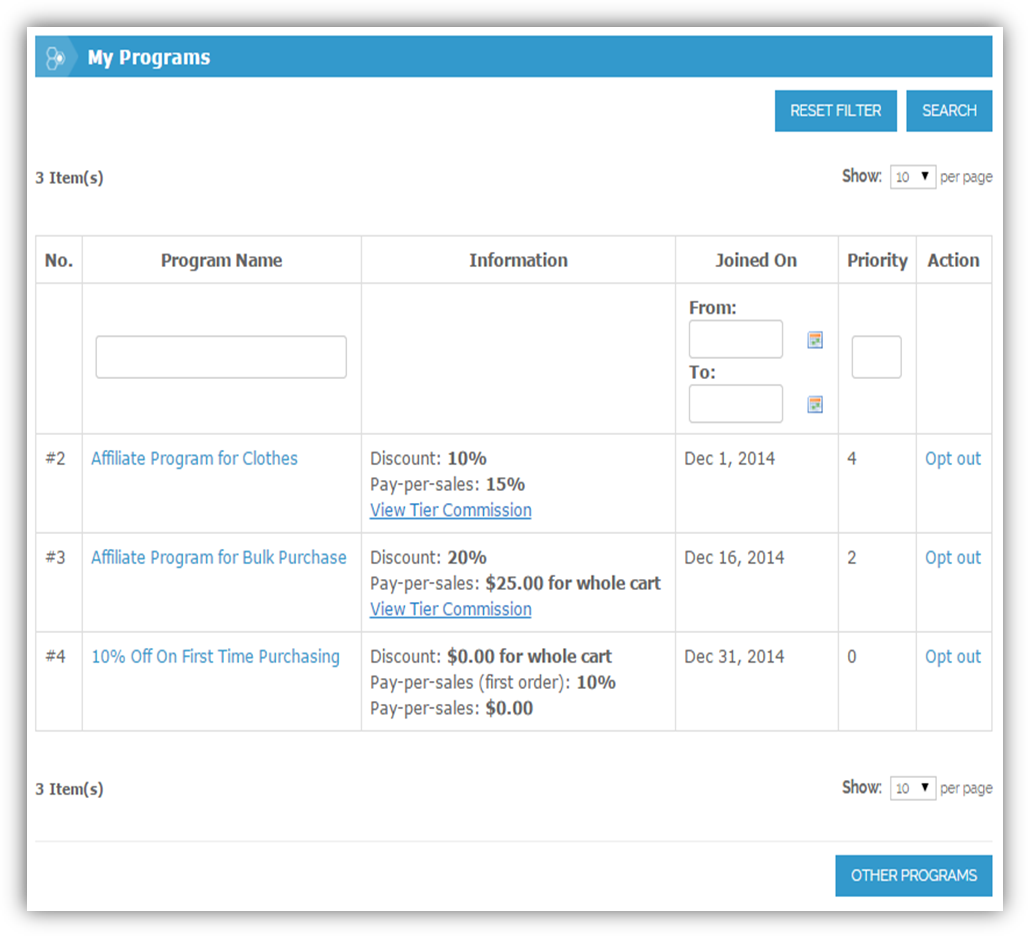 My Programs
RESET FILTER SEARCH
3 Item(s) Show: 10 per page
No. Program Name Information Joined On Priority Action
From:
To:
#2 Affiliate Program for Clothes Discount: 10% Dec 1, 2014 4 Opt out
Pay-per-sales: 15%
View Tier Commission
#3 Affiliate Program for Bulk Purchase Discount: 20% Dec 16, 2014 2 Opt out
Pay-per-sales: $25.00 for whole cart
View Tier Commission
#4 10% Off On First Time Purchasing Discount: $0.00 for whole cart Dec 31, 2014 0 Opt out
Pay-per-sales (first order): 10%
Pay-per-sales: $0.00
3 Item(s) Show: 10 per page
OTHER PROGRAMS